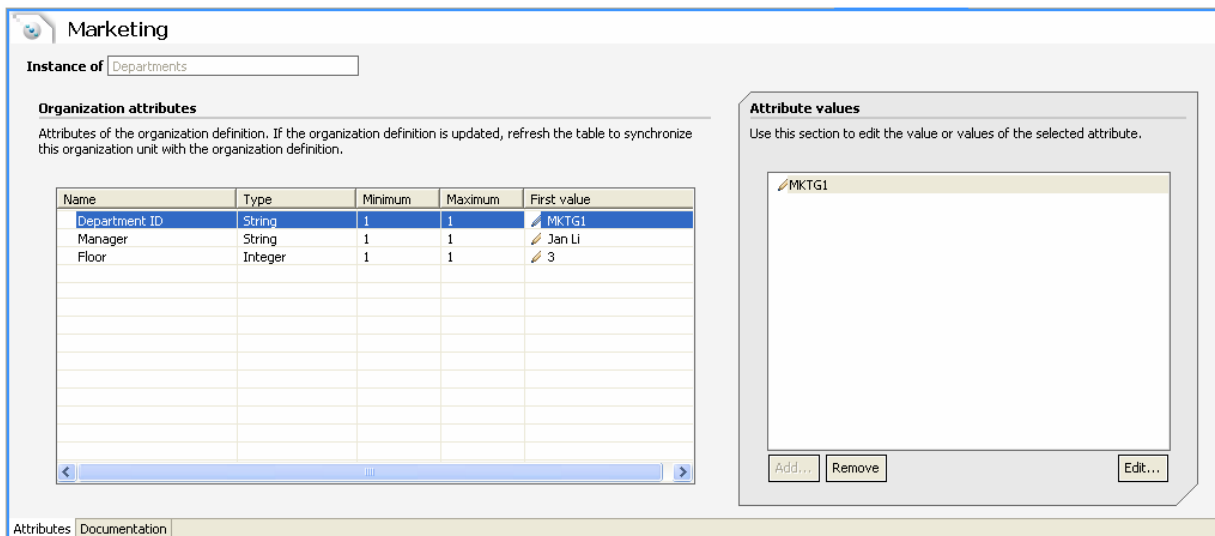 Marketing
Instance of Departments
Organization attributes
Attributes of the organization definition. If the organization definition is updated, refresh the table to synchronize
this organization unit with the organization definition.
Name Type Minimum Maximum First value
Department ID String 1 1 MKTG1
Manager String 1 1 Jan Li
Floor Integer 1 1 3
Attribute values
Use this section to edit the value or values of the selected attribute.
MKTG1
Add... Remove Edit...
Attributes Documentation